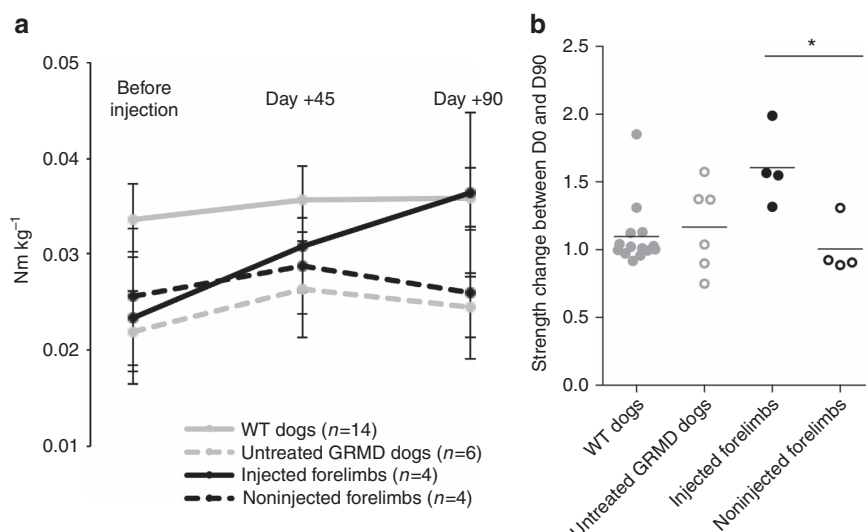 a
0.05
0.04
0.03
0.02
0.01
Nm kg⁻¹
Before
injection
Day +45
Day +90
WT dogs (n=14)
Untreated GRMD dogs (n=6)
Injected forelimbs (n=4)
Noninjected forelimbs (n=4)
b
2.5
2.0
1.5
1.0
0.5
0.0
Strength change between D0 and D90
*
WT dogs
Untreated GRMD dogs
Injected forelimbs
Noninjected forelimbs